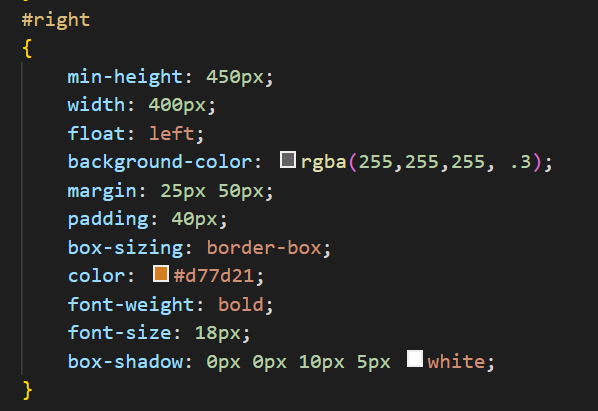 #right
{
min-height: 450px;
width: 400px;
float: left;
background-color: rgba(255,255,255, .3);
margin: 25px 50px;
padding: 40px;
box-sizing: border-box;
color: #d77d21;
font-weight: bold;
font-size: 18px;
box-shadow: 0px 0px 10px 5px white;
}